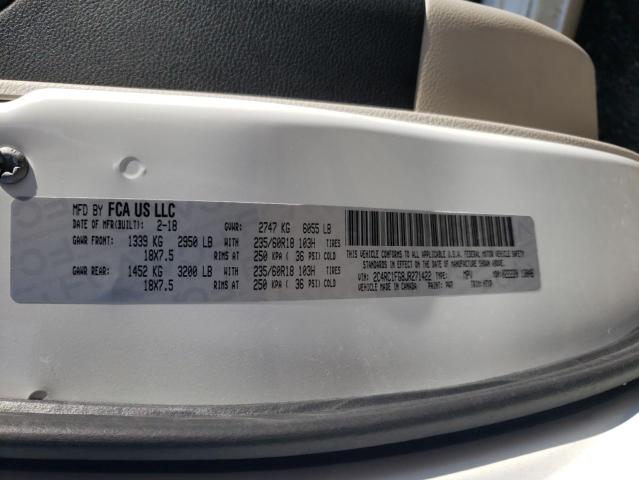 MFD BY FCA US LLC
DATE OF MFR(BUILT): 2-18 GVWR: 2747 KG 6055 LB
GAWR FRONT: 1339 KG 2950 LB WITH 235/60R18 103H TIRES
18X7.5 RIMS AT 250 KPA ( 36 PSI) COLD
GAWR REAR: 1452 KG 3200 LB WITH 235/60R18 103H TIRES
18X7.5 RIMS AT 250 KPA ( 36 PSI) COLD
THIS VEHICLE CONFORMS TO ALL APPLICABLE U.S.A. FEDERAL MOTOR VEHICLE SAFETY
STANDARDS IN EFFECT ON THE DATE OF MANUFACTURE SHOWN ABOVE.
VIN: 2C4RC1FG8JR271422 TYPE: MPV
VEHICLE MADE IN CANADA PAINT: PW7 TRIM: